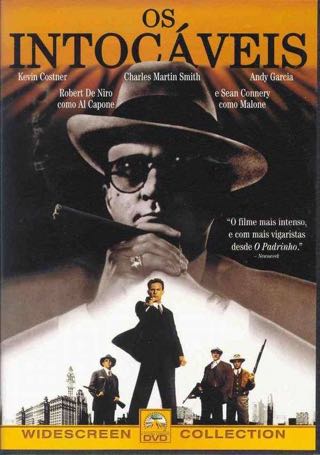 OS
INTOCÁVEIS
Kevin Costner Charles Martin Smith Andy Garcia
Robert De Niro
como Al Capone
e Sean Connery
como Malone
“O filme mais intenso,
e com mais vigaristas
desde O Padrinho.”
– Newsweek
DVD
WIDESCREEN COLLECTION